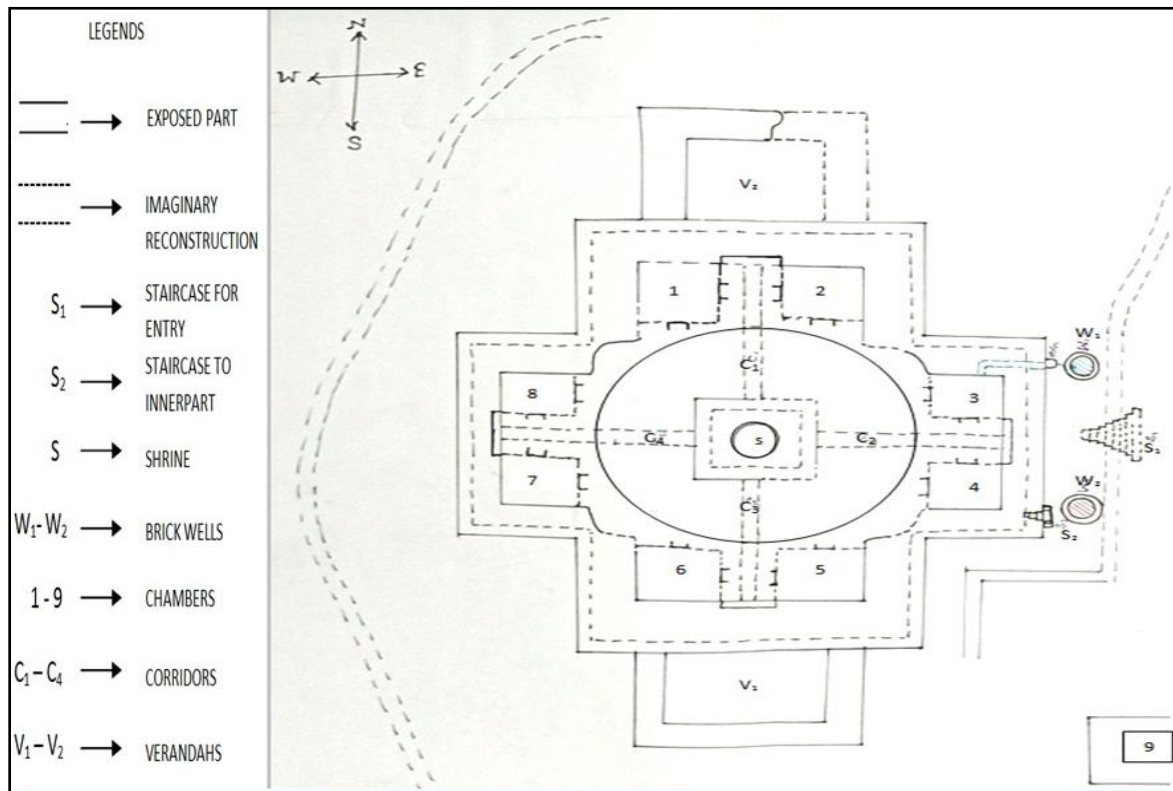 LEGENDS
EXPOSED PART
IMAGINARY
RECONSTRUCTION
S₁
STAIRCASE FOR
ENTRY
S₂
STAIRCASE TO
INNERPART
S
SHRINE
W₁-W₂
BRICK WELLS
1-9
CHAMBERS
C₁-C₄
CORRIDORS
V₁-V₂
VERANDAHS
N
W E
S
V₂
1 2
C₁
W₁
8 3
C₄ S C₂
S₁
7 4
W₂
C₃
S₂
6 5
V₁
9